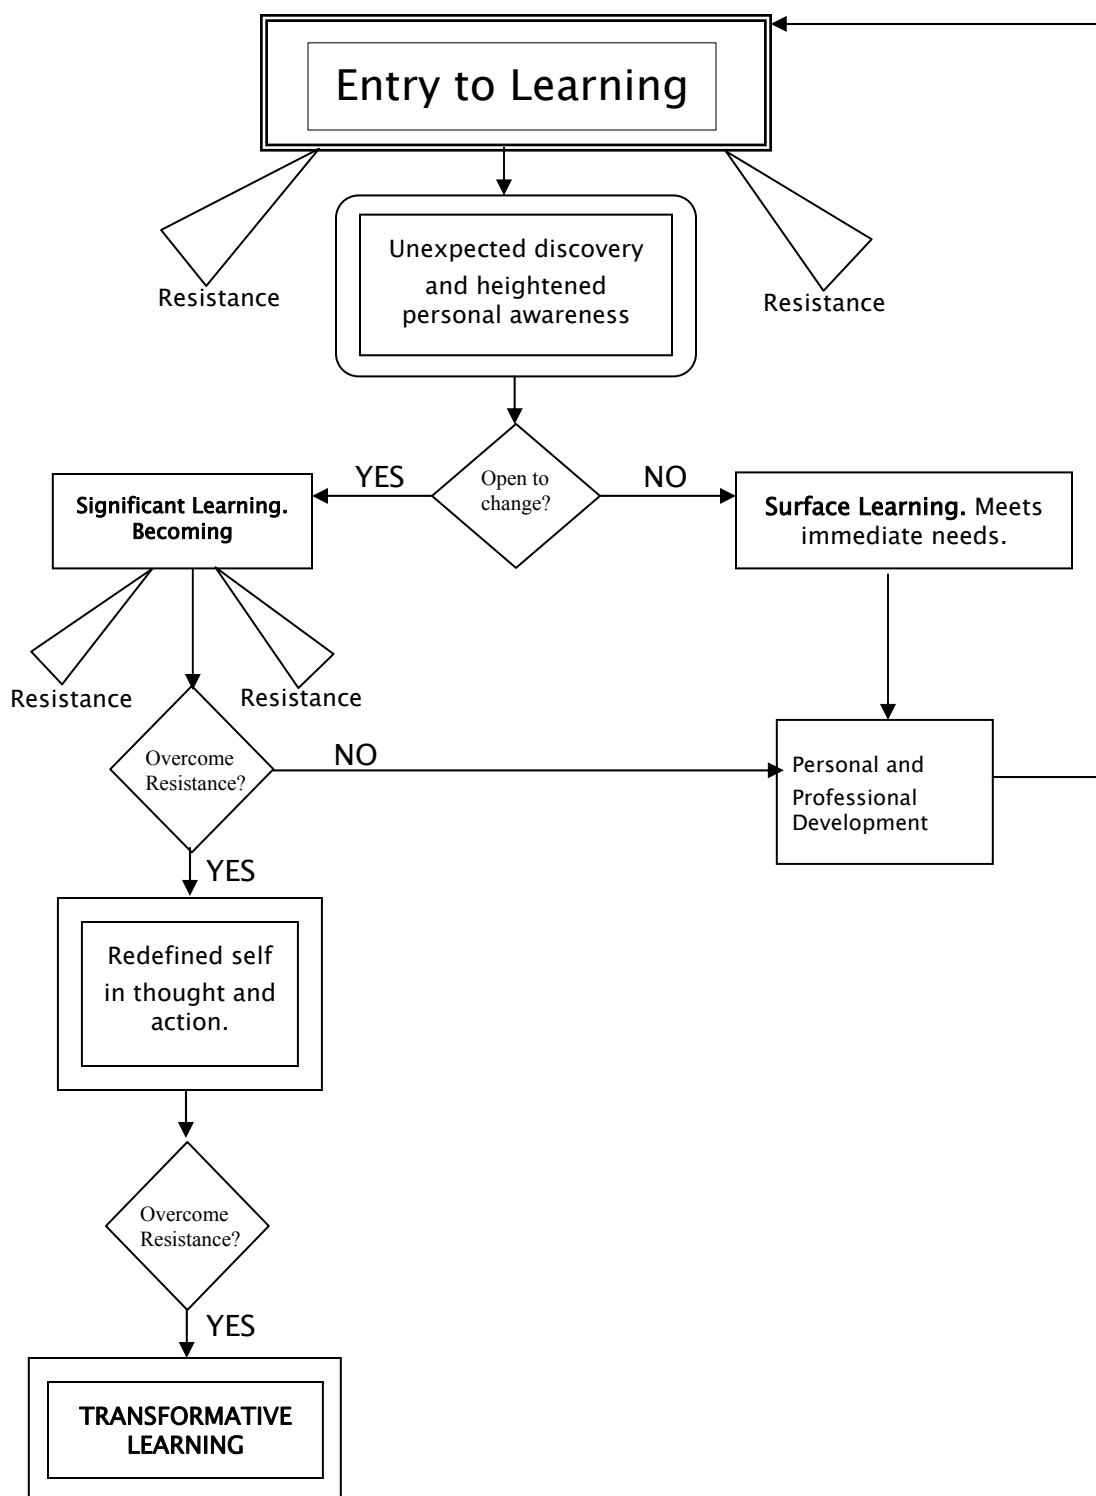 Entry to Learning
Unexpected discovery
and heightened
personal awareness
Resistance
Resistance
Open to
change?
YES
NO
Significant Learning.
Becoming
Surface Learning. Meets
immediate needs.
Resistance
Resistance
Overcome
Resistance?
NO
Personal and
Professional
Development
YES
Redefined self
in thought and
action.
Overcome
Resistance?
YES
TRANSFORMATIVE
LEARNING